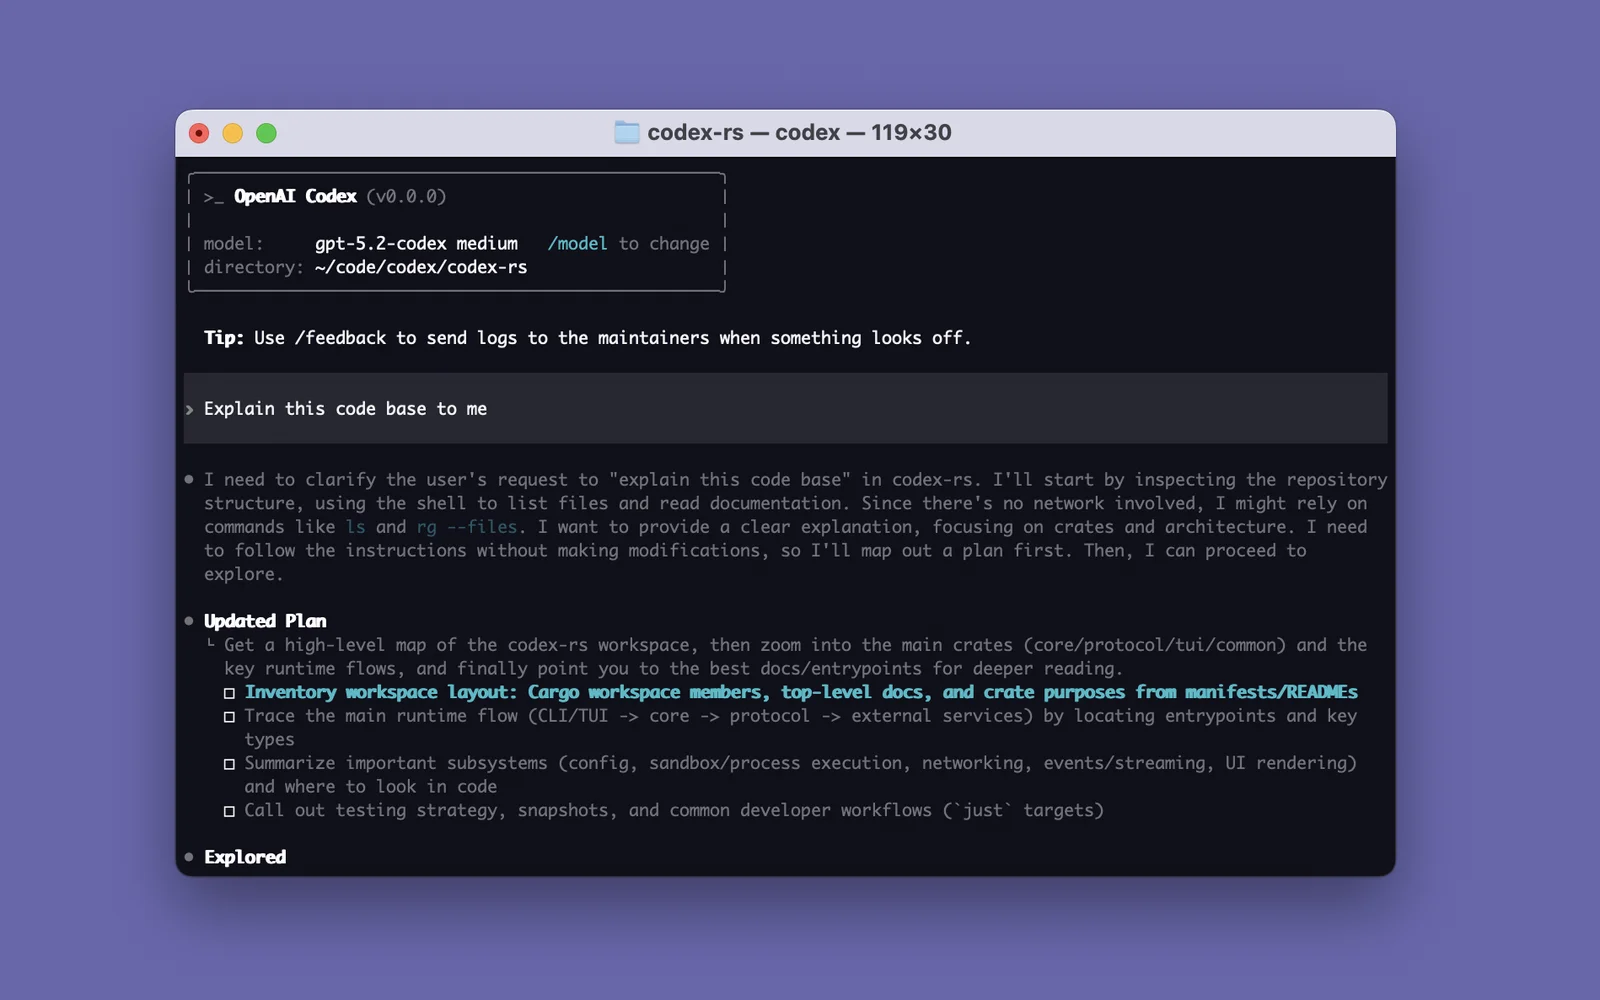 codex-rs — codex — 119×30
>_ OpenAI Codex (v0.0.0)
model: gpt-5.2-codex medium /model to change
directory: ~/code/codex/codex-rs
Tip: Use /feedback to send logs to the maintainers when something looks off.
› Explain this code base to me
• I need to clarify the user's request to "explain this code base" in codex-rs. I'll start by inspecting the repository
structure, using the shell to list files and read documentation. Since there's no network involved, I might rely on
commands like ls and rg --files. I want to provide a clear explanation, focusing on crates and architecture. I need
to follow the instructions without making modifications, so I'll map out a plan first. Then, I can proceed to
explore.
• Updated Plan
└ Get a high-level map of the codex-rs workspace, then zoom into the main crates (core/protocol/tui/common) and the
key runtime flows, and finally point you to the best docs/entrypoints for deeper reading.
□ Inventory workspace layout: Cargo workspace members, top-level docs, and crate purposes from manifests/READMEs
□ Trace the main runtime flow (CLI/TUI -> core -> protocol -> external services) by locating entrypoints and key
types
□ Summarize important subsystems (config, sandbox/process execution, networking, events/streaming, UI rendering)
and where to look in code
□ Call out testing strategy, snapshots, and common developer workflows (`just` targets)
• Explored